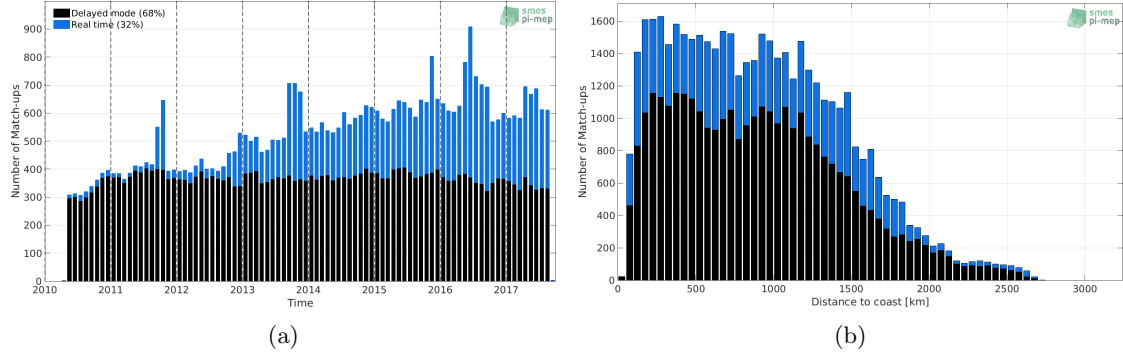 Delayed mode (68%)
Real time (32%)
smos
pi-mep
Number of Match-ups
900
800
700
600
500
400
300
200
100
0
2010 2011 2012 2013 2014 2015 2016 2017
Time
(a)
smos
pi-mep
Number of Match-ups
1600
1400
1200
1000
800
600
400
200
0
0 500 1000 1500 2000 2500 3000
Distance to coast [km]
(b)